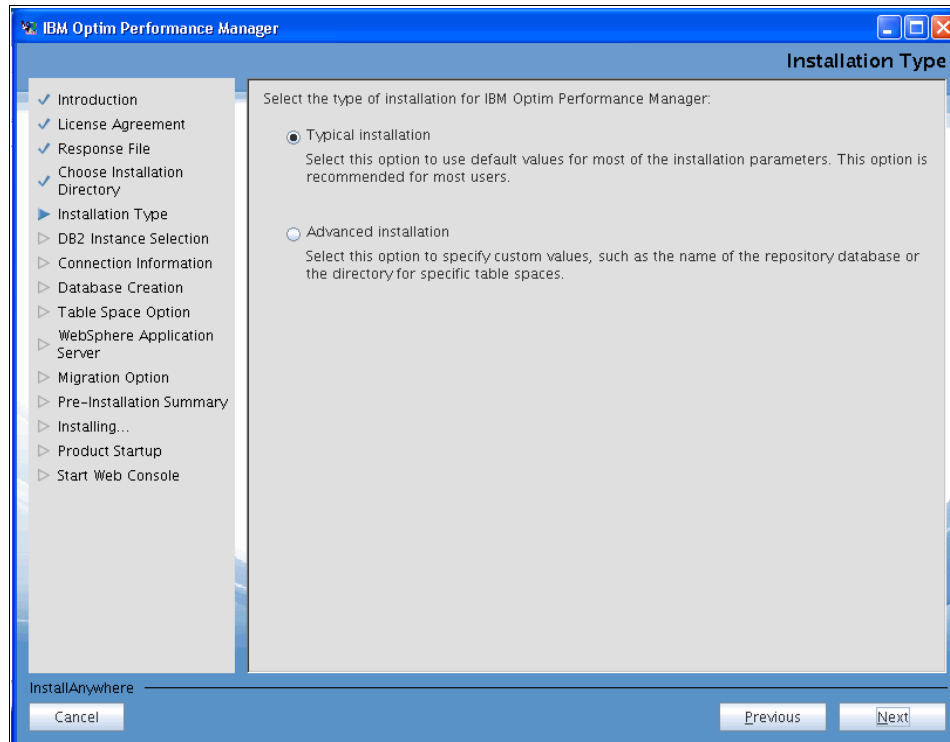 IBM Optim Performance Manager
Installation Type
Introduction
License Agreement
Response File
Choose Installation
Directory
Installation Type
DB2 Instance Selection
Connection Information
Database Creation
Table Space Option
WebSphere Application
Server
Migration Option
Pre-Installation Summary
Installing...
Product Startup
Start Web Console
Select the type of installation for IBM Optim Performance Manager:
Typical installation
Select this option to use default values for most of the installation parameters. This option is
recommended for most users.
Advanced installation
Select this option to specify custom values, such as the name of the repository database or
the directory for specific table spaces.
InstallAnywhere
Cancel
Previous
Next